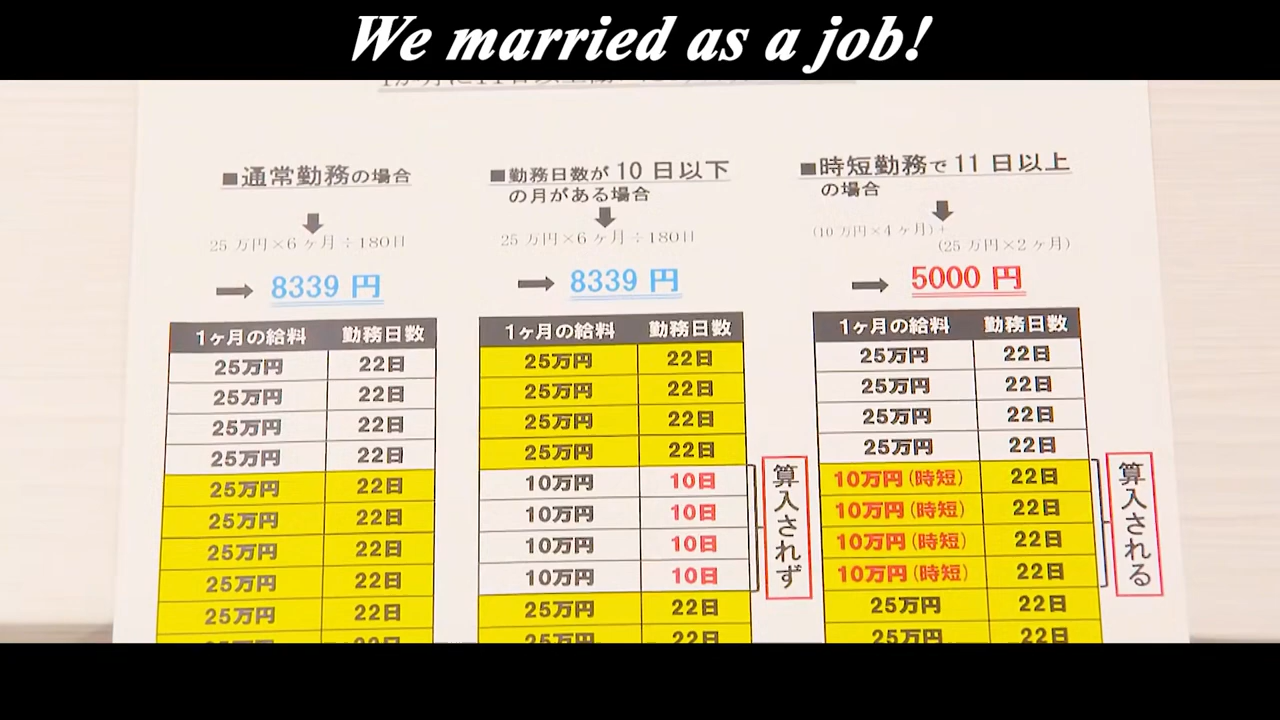 We married as a job!
■通常勤務の場合
25万円×6ヶ月÷180日
8339円
1ヶ月の給料 勤務日数
25万円 22日
25万円 22日
25万円 22日
25万円 22日
25万円 22日
25万円 22日
25万円 22日
25万円 22日
25万円 22日
■勤務日数が10日以下
の月がある場合
25万円×6ヶ月÷180日
8339円
1ヶ月の給料 勤務日数
25万円 22日
25万円 22日
25万円 22日
25万円 22日
10万円 10日
10万円 10日
10万円 10日
10万円 10日
25万円 22日
25万円 22日
算入されず
■時短勤務で11日以上
の場合
(10万円×4ヶ月)+
(25万円×2ヶ月)
5000円
1ヶ月の給料 勤務日数
25万円 22日
25万円 22日
25万円 22日
25万円 22日
10万円(時短) 22日
10万円(時短) 22日
10万円(時短) 22日
10万円(時短) 22日
25万円 22日
25万円 22日
算入される